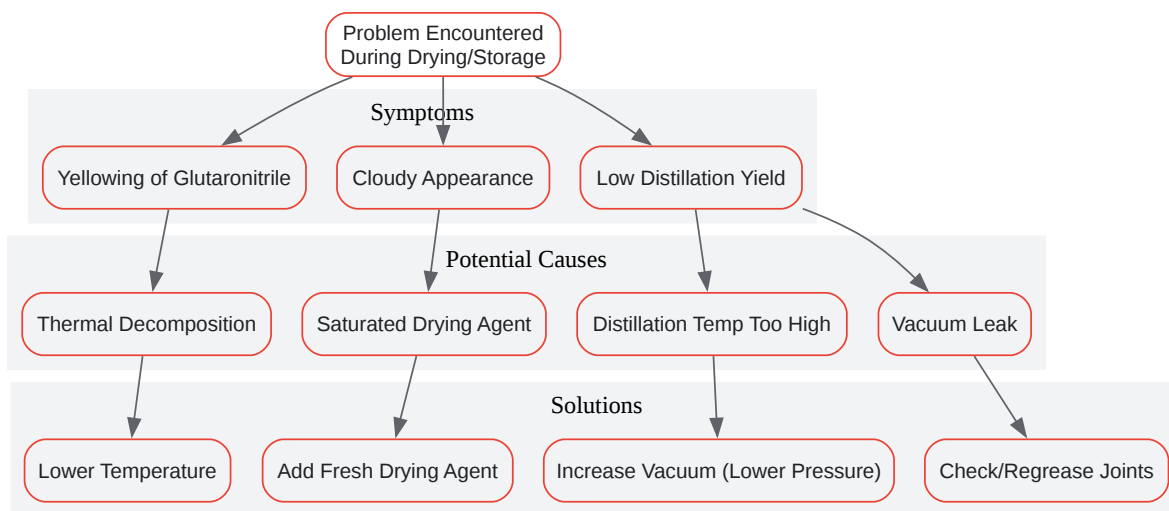 Problem Encountered
During Drying/Storage
Symptoms
Yellowing of Glutaronitrile
Cloudy Appearance
Low Distillation Yield
Potential Causes
Thermal Decomposition
Saturated Drying Agent
Distillation Temp Too High
Vacuum Leak
Solutions
Lower Temperature
Add Fresh Drying Agent
Increase Vacuum (Lower Pressure)
Check/Regrease Joints